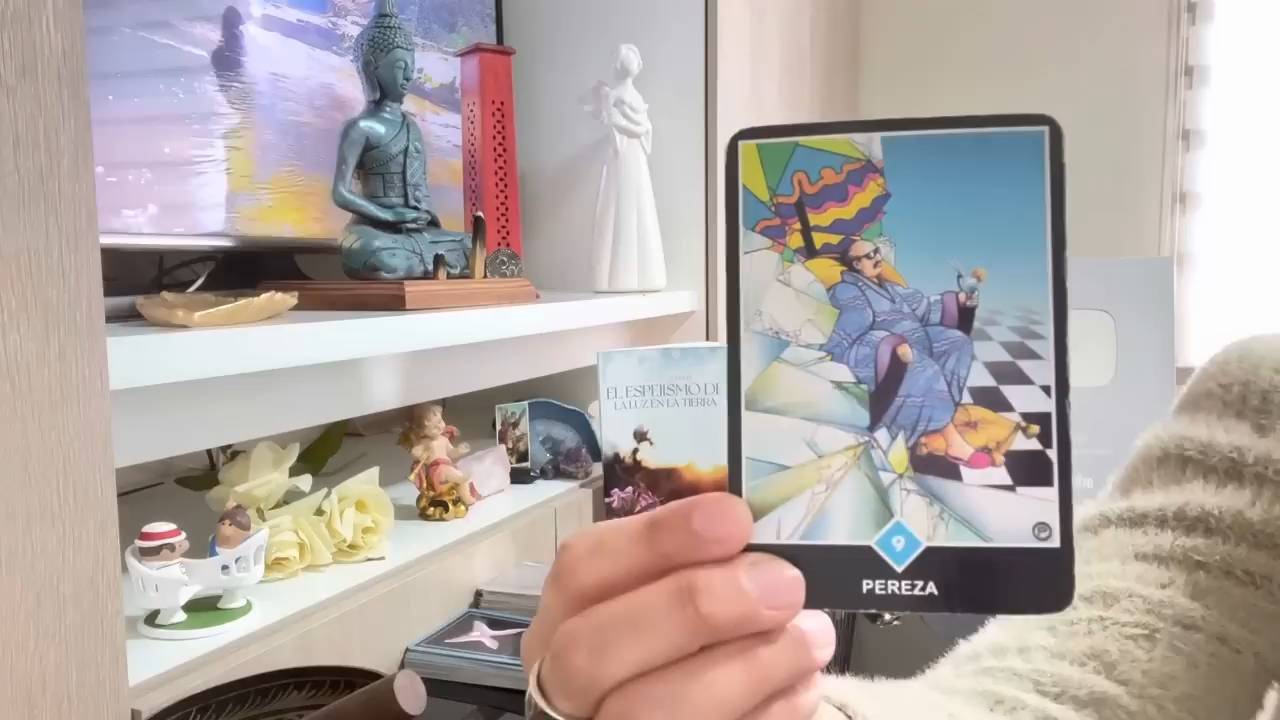 EL ESPEJISMO DE
LA LUZ EN LA TIERRA
9
PEREZA